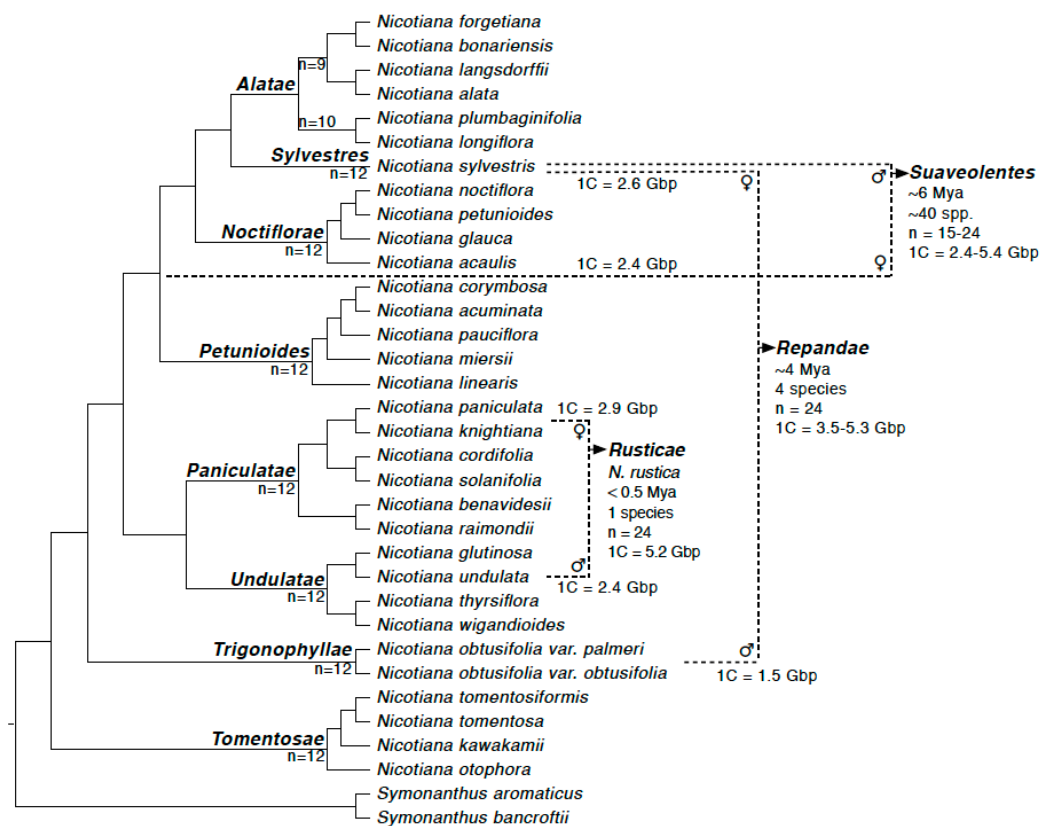 Nicotiana forgetiana
Nicotiana bonariensis
n=9
Nicotiana langsdorffii
Alatae
Nicotiana alata
n=10
Nicotiana plumbaginifolia
Nicotiana longiflora
Sylvestres
n=12
Nicotiana sylvestris
1C = 2.6 Gbp
♀
♂
Suaveolentes
~6 Mya
~40 spp.
n = 15-24
1C = 2.4-5.4 Gbp
Nicotiana noctiflora
Nicotiana petunioides
Noctiflorae
n=12
Nicotiana glauca
Nicotiana acaulis
1C = 2.4 Gbp
♀
Nicotiana corymbosa
Nicotiana acuminata
Nicotiana pauciflora
Petunioides
n=12
Nicotiana miersii
Nicotiana linearis
Repandae
~4 Mya
4 species
n = 24
1C = 3.5-5.3 Gbp
Nicotiana paniculata
1C = 2.9 Gbp
Nicotiana knightiana
♀
Rusticae
N. rustica
< 0.5 Mya
1 species
n = 24
1C = 5.2 Gbp
Nicotiana cordifolia
Paniculatae
n=12
Nicotiana solanifolia
Nicotiana benavidesii
Nicotiana raimondii
Nicotiana glutinosa
♂
Undulatae
n=12
Nicotiana undulata
1C = 2.4 Gbp
Nicotiana thyrsiflora
Nicotiana wigandioides
Trigonophyllae
n=12
Nicotiana obtusifolia var. palmeri
♂
Nicotiana obtusifolia var. obtusifolia
1C = 1.5 Gbp
Nicotiana tomentosiformis
Nicotiana tomentosa
Tomentosae
n=12
Nicotiana kawakamii
Nicotiana otophora
Symonanthus aromaticus
Symonanthus bancroftii